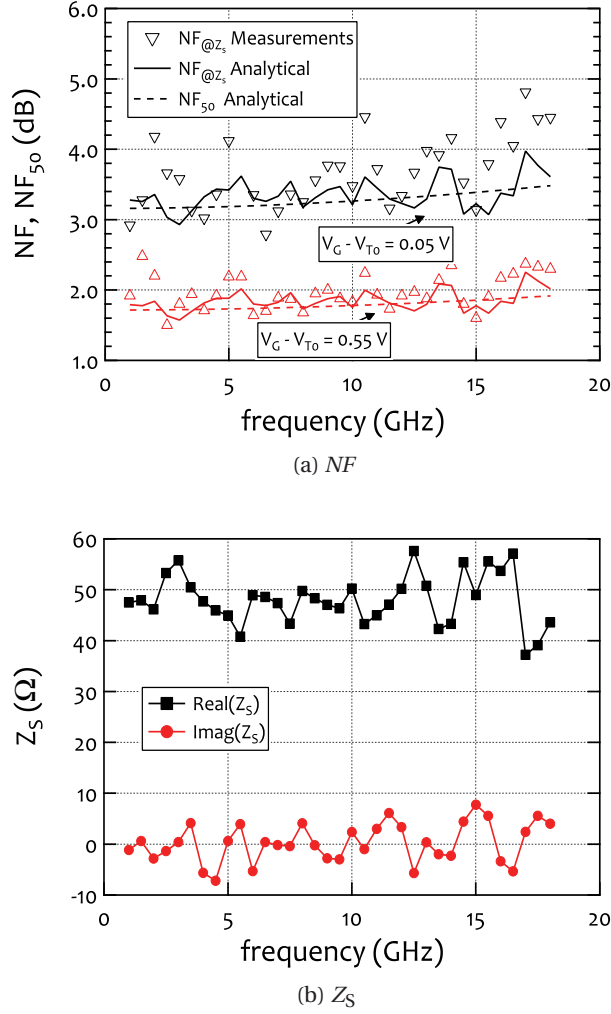 6.0
5.0
4.0
3.0
2.0
1.0
NF, NF50 (dB)
NF@Zs Measurements
NF@Zs Analytical
NF50 Analytical
VG - VT0 = 0.05 V
VG - VT0 = 0.55 V
0 5 10 15 20
frequency (GHz)
(a) NF
60
50
40
30
20
10
0
-10
ZS (Ω)
Real(ZS)
Imag(ZS)
0 5 10 15 20
frequency (GHz)
(b) ZS